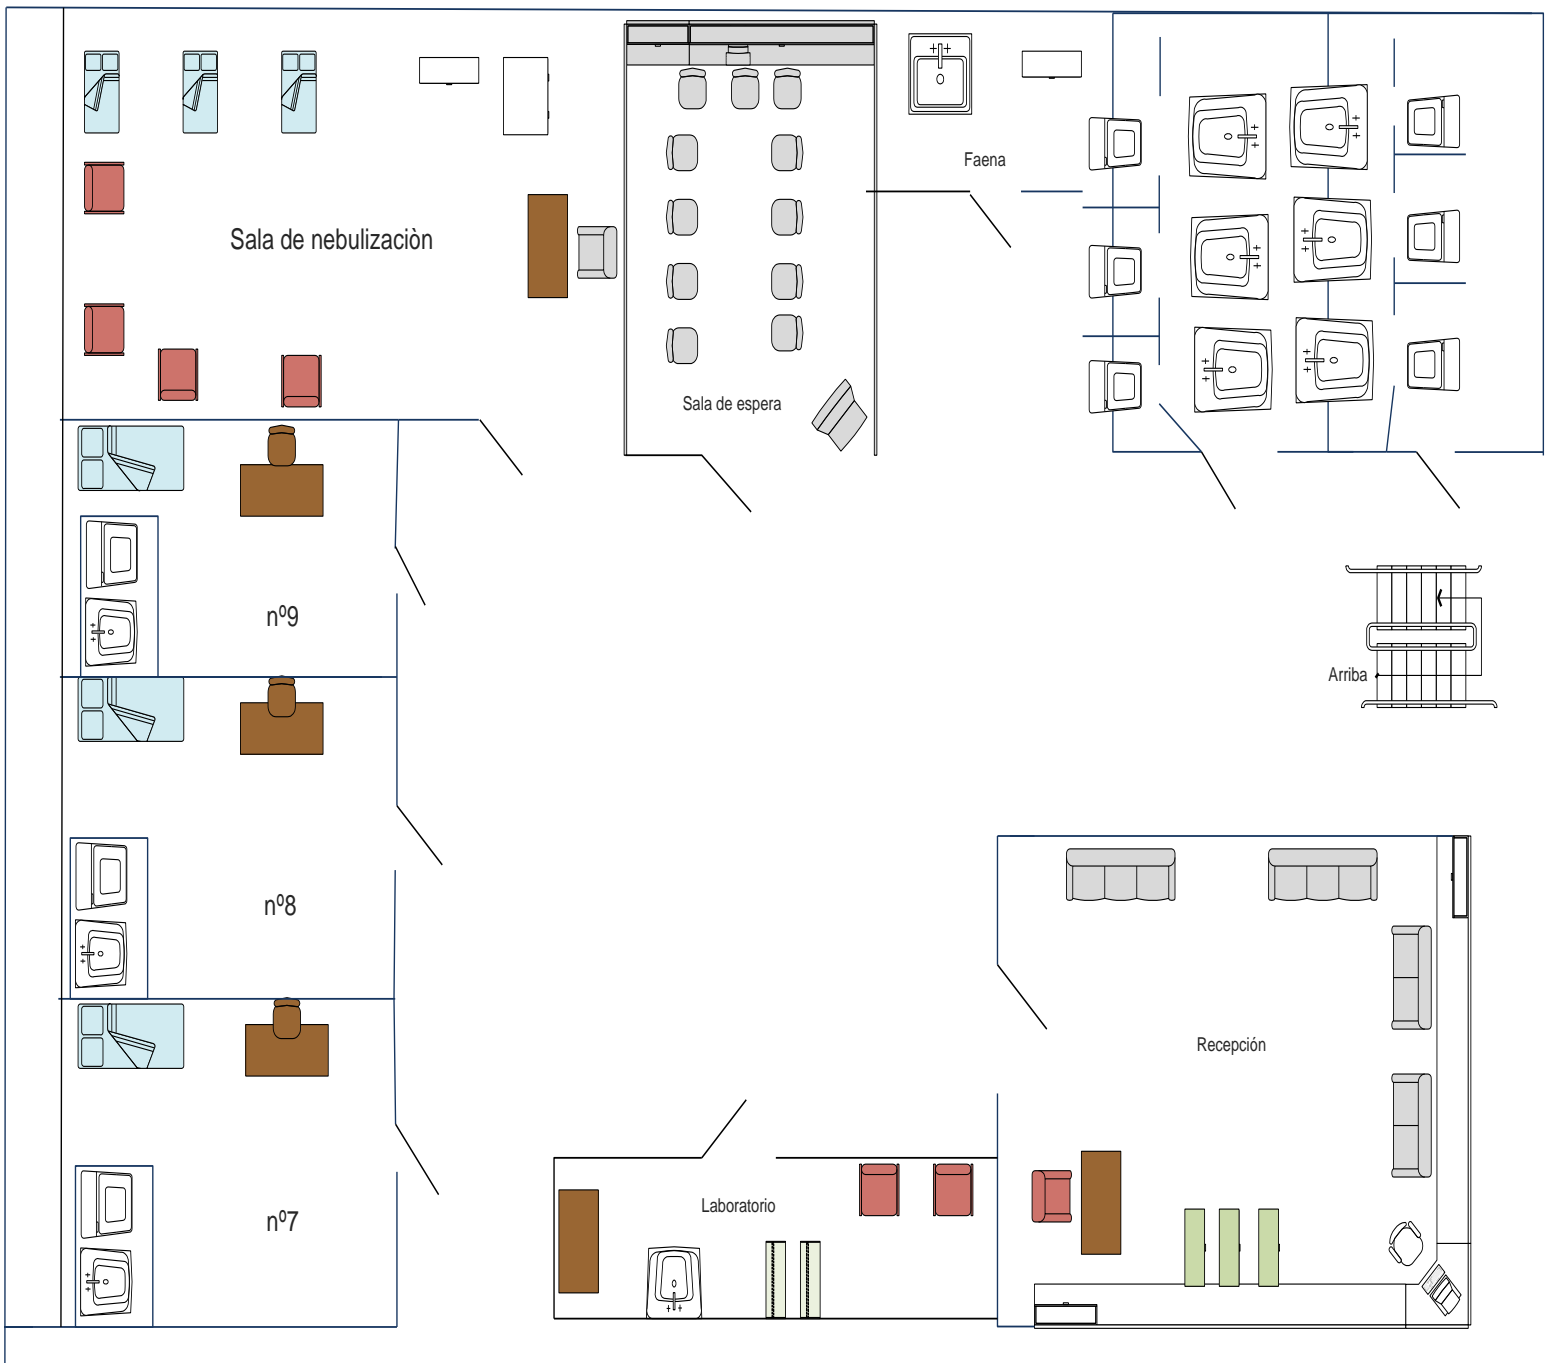 Faena
Sala de nebulizaciòn
Sala de espera
nº9
Arriba
nº8
Recepción
Laboratorio
nº7